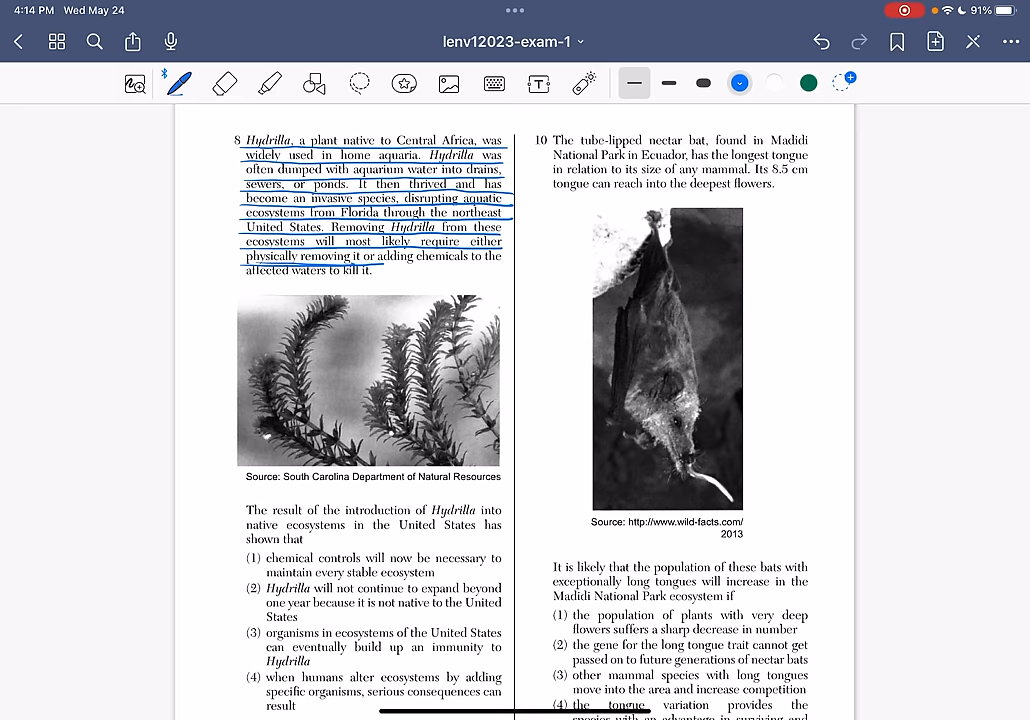 4:14 PM Wed May 24
91%
lenv12023-exam-1
8 Hydrilla, a plant native to Central Africa, was
widely used in home aquaria. Hydrilla was
often dumped with aquarium water into drains,
sewers, or ponds. It then thrived and has
become an invasive species, disrupting aquatic
ecosystems from Florida through the northeast
United States. Removing Hydrilla from these
ecosystems will most likely require either
physically removing it or adding chemicals to the
affected waters to kill it.
Source: South Carolina Department of Natural Resources
The result of the introduction of Hydrilla into
native ecosystems in the United States has
shown that
(1) chemical controls will now be necessary to
maintain every stable ecosystem
(2) Hydrilla will not continue to expand beyond
one year because it is not native to the United
States
(3) organisms in ecosystems of the United States
can eventually build up an immunity to
Hydrilla
(4) when humans alter ecosystems by adding
specific organisms, serious consequences can
result
10 The tube-lipped nectar bat, found in Madidi
National Park in Ecuador, has the longest tongue
in relation to its size of any mammal. Its 8.5 cm
tongue can reach into the deepest flowers.
Source: http://www.wild-facts.com/
2013
It is likely that the population of these bats with
exceptionally long tongues will increase in the
Madidi National Park ecosystem if
(1) the population of plants with very deep
flowers suffers a sharp decrease in number
(2) the gene for the long tongue trait cannot get
passed on to future generations of nectar bats
(3) other mammal species with long tongues
move into the area and increase competition
(4) the tongue variation provides the
species with an advantage in surviving and